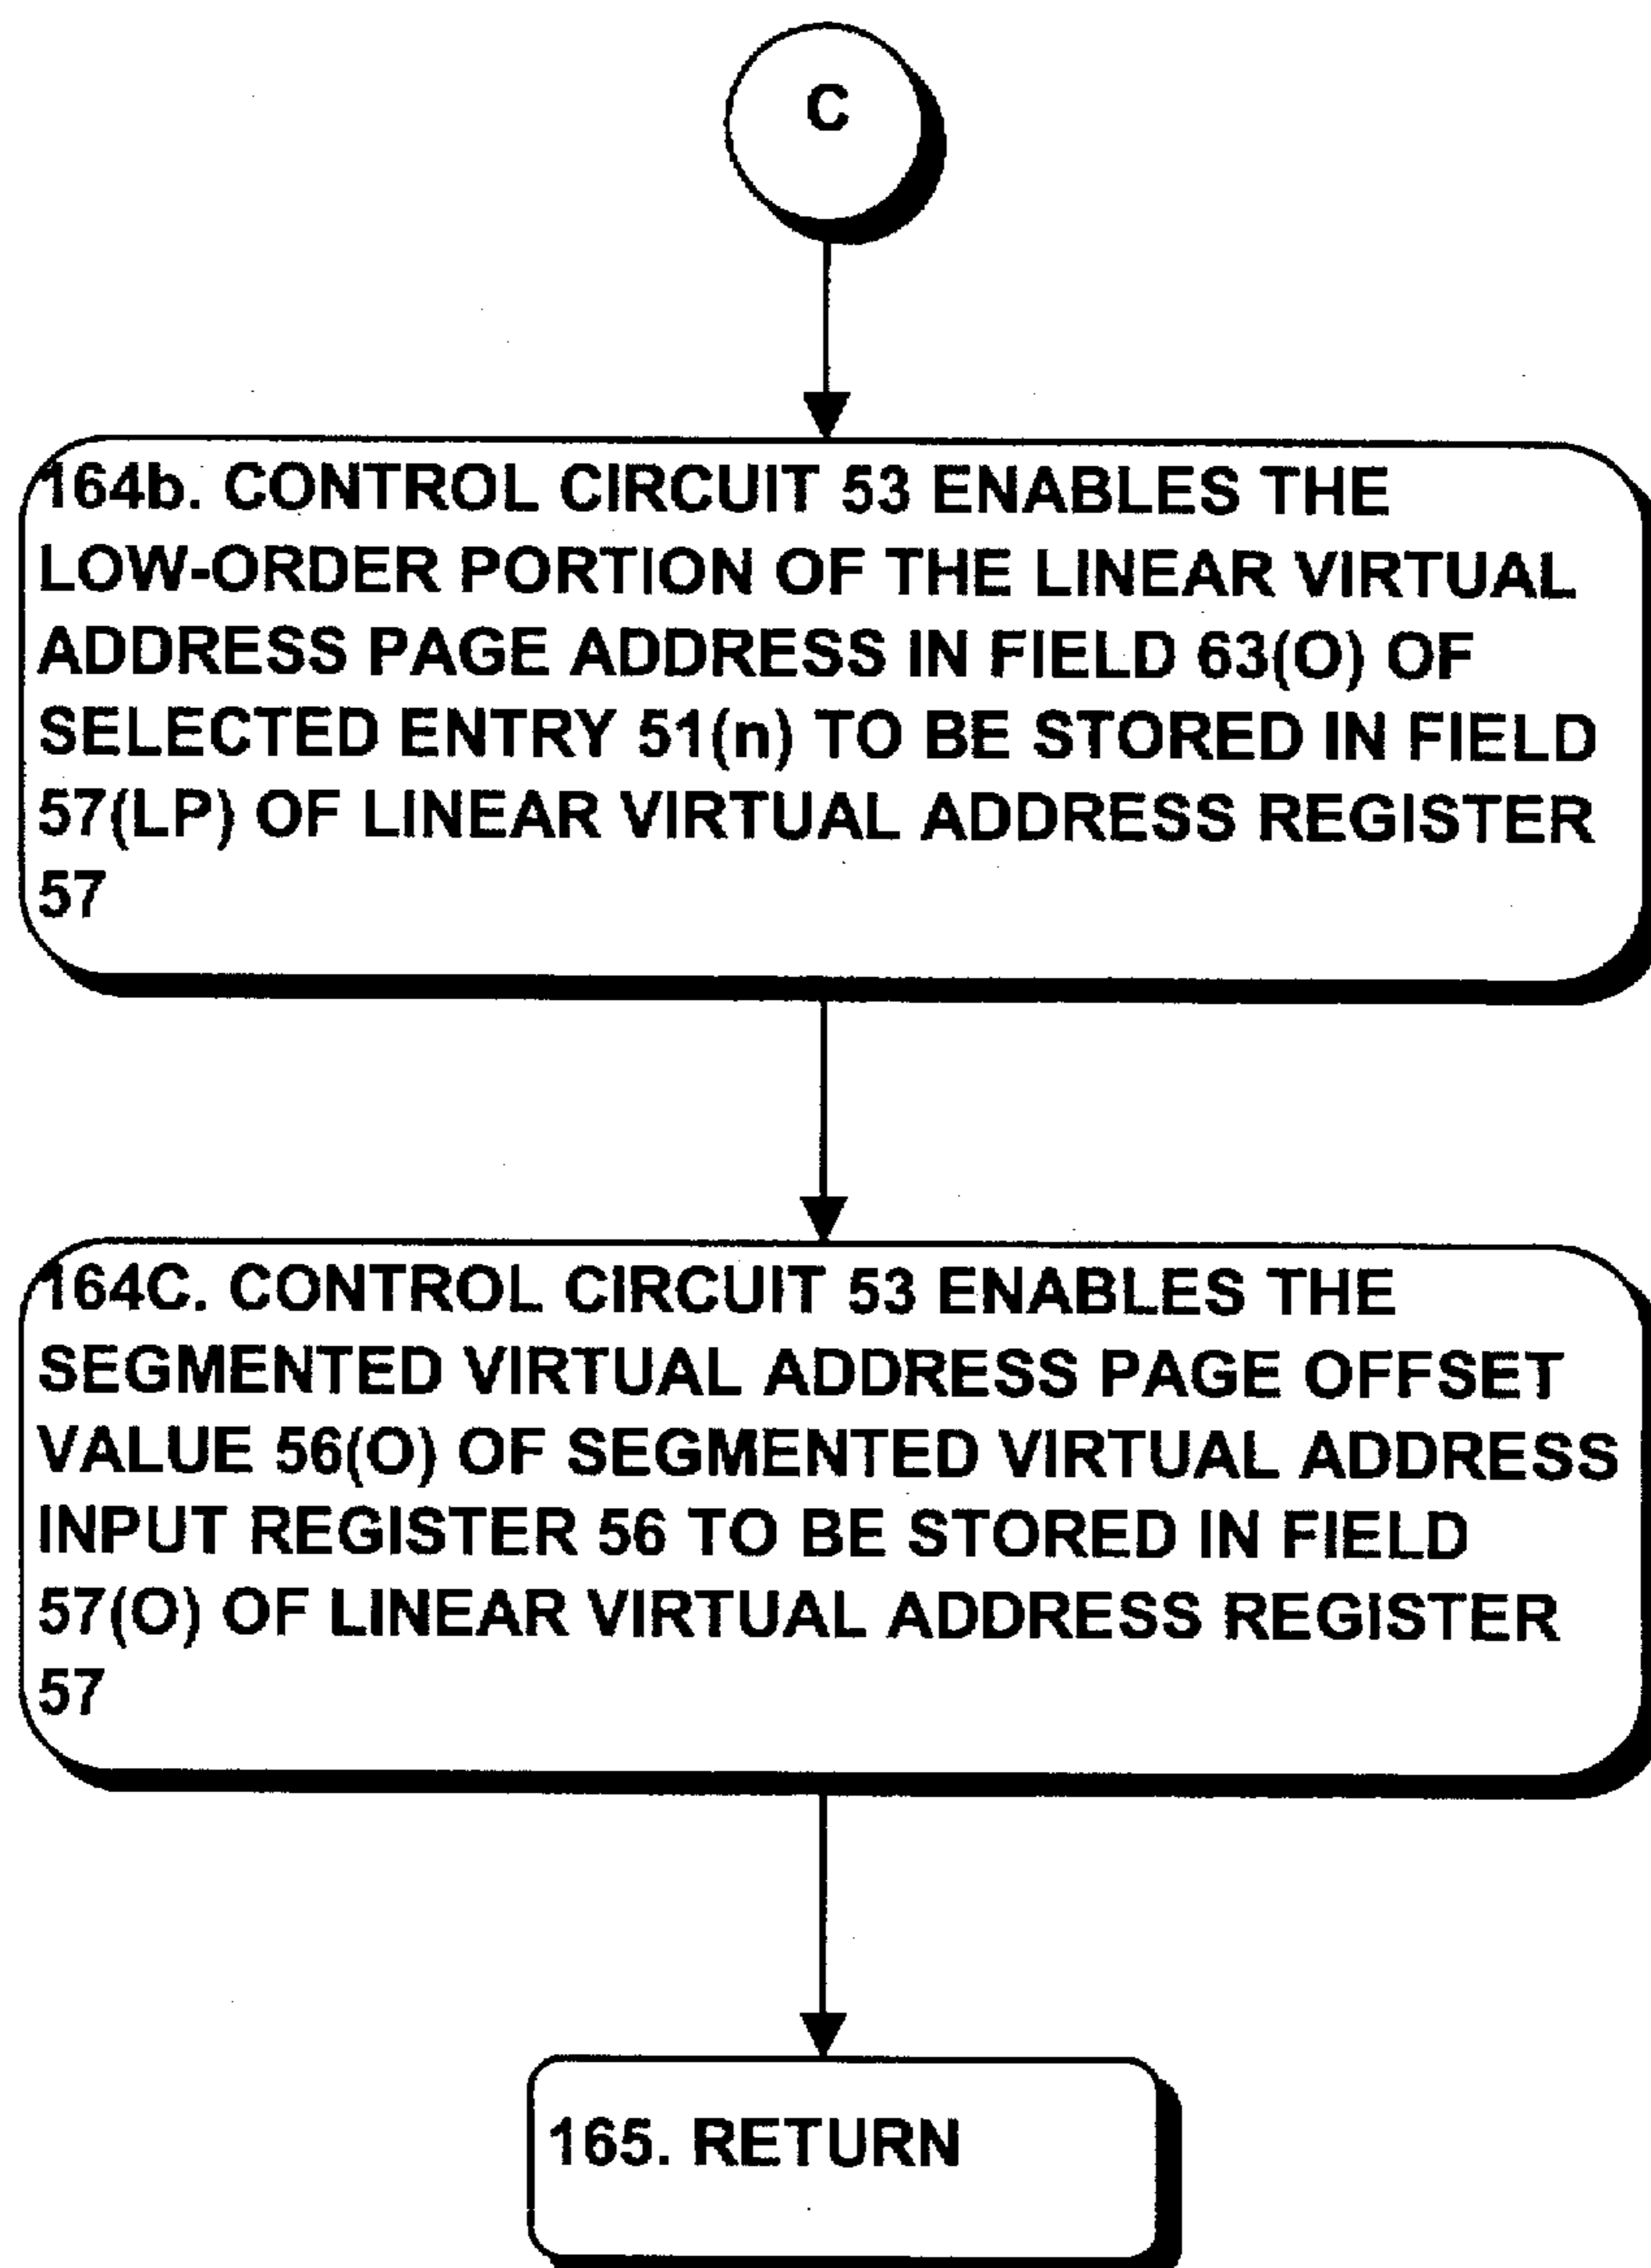 C
164b. CONTROL CIRCUIT 53 ENABLES THE
LOW-ORDER PORTION OF THE LINEAR VIRTUAL
ADDRESS PAGE ADDRESS IN FIELD 63(O) OF
SELECTED ENTRY 51(n) TO BE STORED IN FIELD
57(LP) OF LINEAR VIRTUAL ADDRESS REGISTER
57
164C. CONTROL CIRCUIT 53 ENABLES THE
SEGMENTED VIRTUAL ADDRESS PAGE OFFSET
VALUE 56(O) OF SEGMENTED VIRTUAL ADDRESS
INPUT REGISTER 56 TO BE STORED IN FIELD
57(O) OF LINEAR VIRTUAL ADDRESS REGISTER
57
165. RETURN